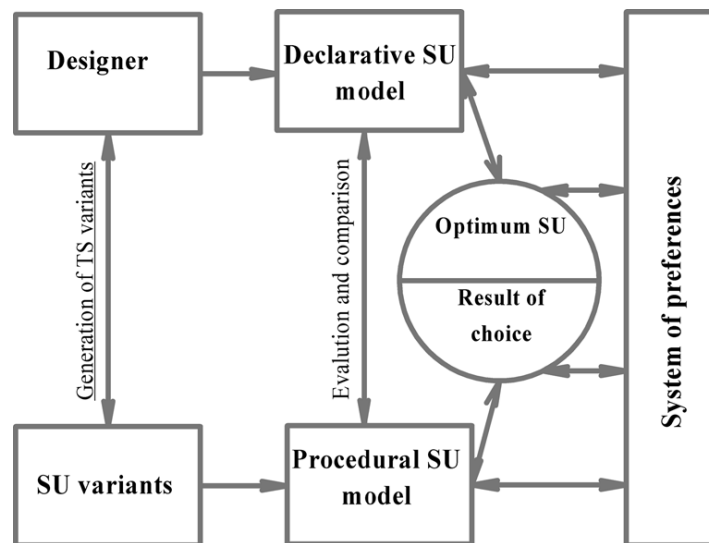 Designer
Declarative SU
model
Generation of TS variants
Evalution and comparison
Optimum SU
Result of
choice
System of preferences
SU variants
Procedural SU
model